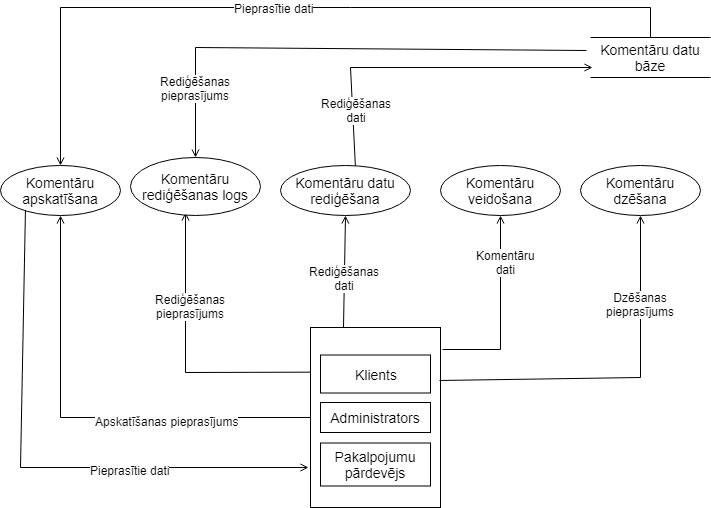 Pieprasītie dati
Komentāru datu
bāze
Rediģēšanas
pieprasījums
Rediģēšanas
dati
Komentāru
apskatīšana
Komentāru
rediģēšanas logs
Komentāru datu
rediģēšana
Komentāru
veidošana
Komentāru
dzēšana
Rediģēšanas
pieprasījums
Rediģēšanas
dati
Komentāru
dati
Dzēšanas
pieprasījums
Klients
Administrators
Apskatīšanas pieprasījums
Pakalpojumu
pārdevējs
Pieprasītie dati